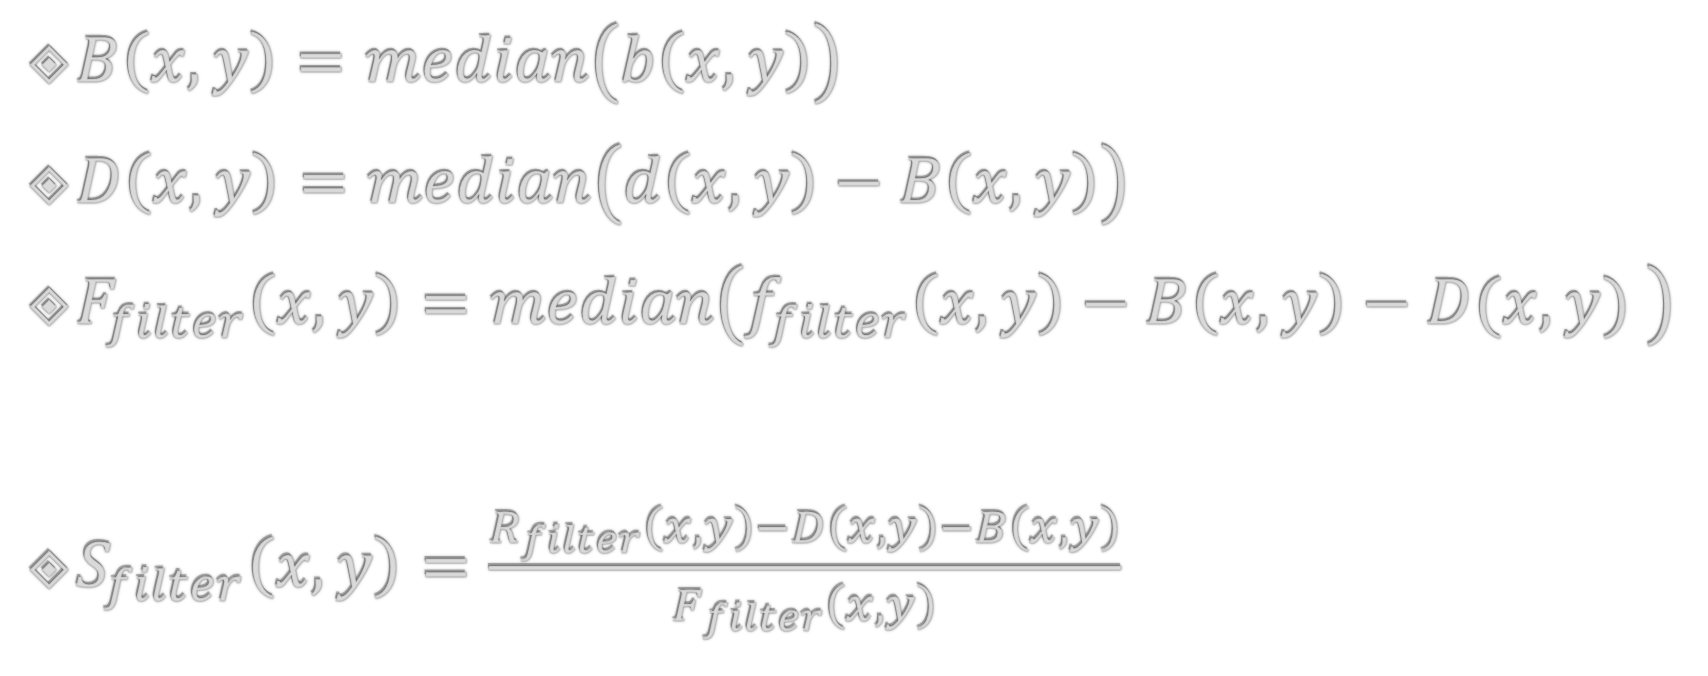 ◈ B(x, y) = median(b(x, y))
◈ D(x, y) = median(d(x, y) − B(x, y))
◈ F_filter(x, y) = median(f_filter(x, y) − B(x, y) − D(x, y) )
◈ S_filter(x, y) = (R_filter(x,y)−D(x,y)−B(x,y)) / (F_filter(x,y))